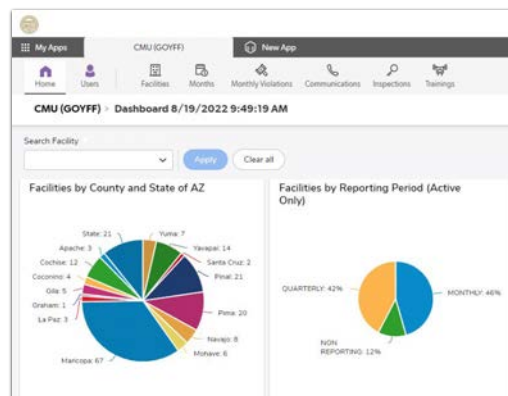 My Apps CMU (GOYFF) New App
Home Users Facilities Months Monthly Violations Communications Inspections Trainings
CMU (GOYFF) > Dashboard 8/19/2022 9:49:19 AM
Search Facility
Apply Clear all
Facilities by County and State of AZ
State: 21 Yuma: 7
Apache: 3 Yavapai: 14
Cochise: 12 Santa Cruz: 2
Coconino: 4 Pinal: 21
Gila: 5
Graham: 1 Pima: 20
La Paz: 3 Navajo: 8
Maricopa: 67 Mohave: 6
Facilities by Reporting Period (Active
Only)
QUARTERLY: 42% MONTHLY: 46%
NON
REPORTING: 12%